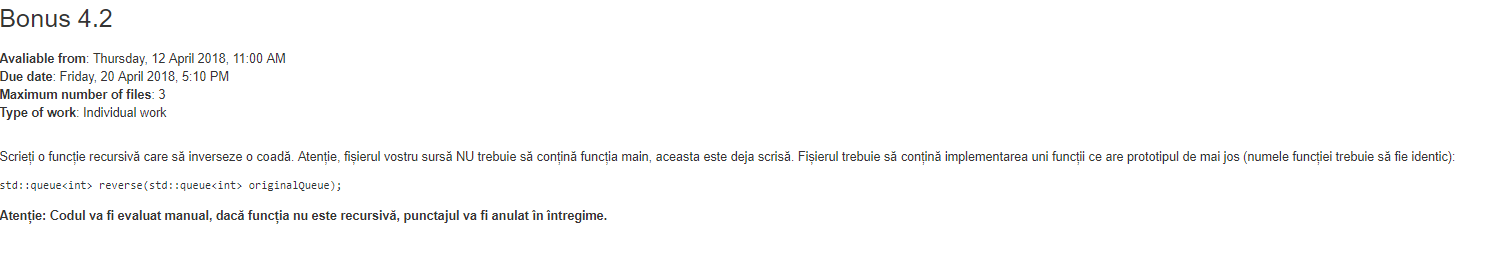 Bonus 4.2
Avaliable from: Thursday, 12 April 2018, 11:00 AM
Due date: Friday, 20 April 2018, 5:10 PM
Maximum number of files: 3
Type of work: Individual work
Scrieți o funcție recursivă care să inverseze o coadă. Atenție, fișierul vostru sursă NU trebuie să conțină funcția main, aceasta este deja scrisă. Fișierul trebuie să conțină implementarea uni funcții ce are prototipul de mai jos (numele funcției trebuie să fie identic):
std::queue<int> reverse(std::queue<int> originalQueue);
Atenție: Codul va fi evaluat manual, dacă funcția nu este recursivă, punctajul va fi anulat în întregime.